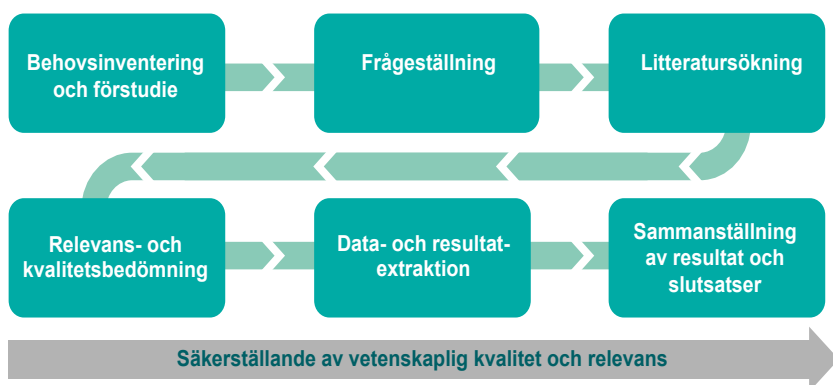 Behovsinventering
och förstudie
Frågeställning
Litteratursökning
Relevans- och
kvalitetsbedömning
Data- och resultat-
extraktion
Sammanställning
av resultat och
slutsatser
Säkerställande av vetenskaplig kvalitet och relevans